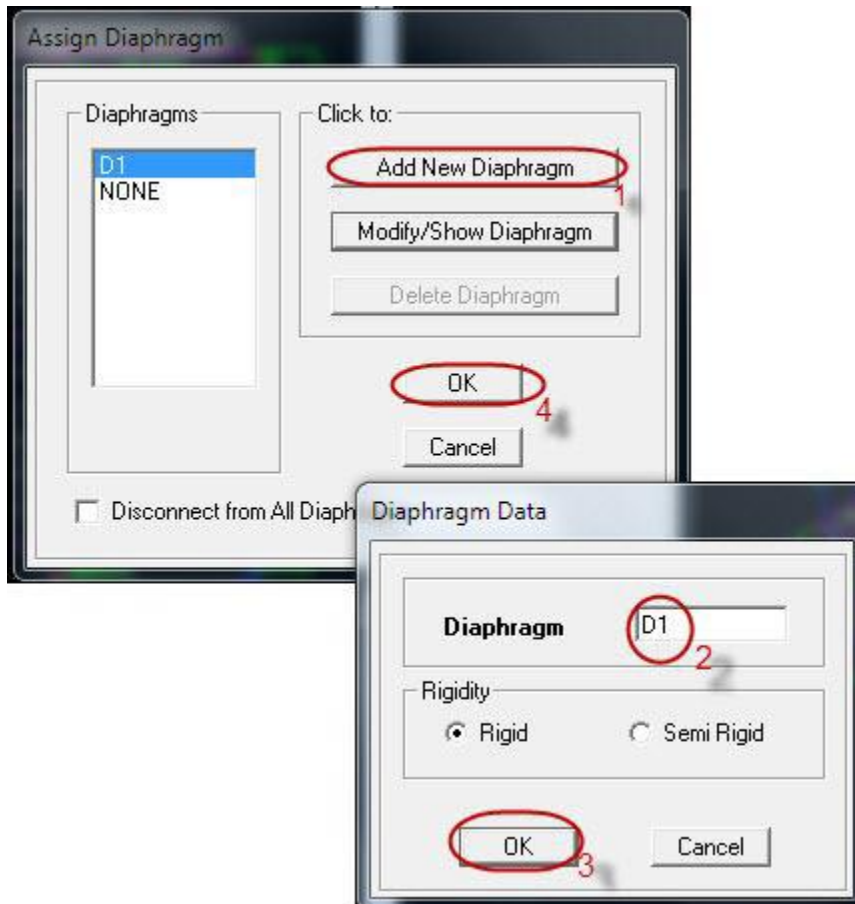 Assign Diaphragm
Diaphragms
D1
NONE
Click to:
Add New Diaphragm
1.
Modify/Show Diaphragm
Delete Diaphragm
OK
4
Cancel
Disconnect from All Diaph
Diaphragm Data
Diaphragm
D1
2
Rigidity
Rigid
Semi Rigid
OK
3
Cancel